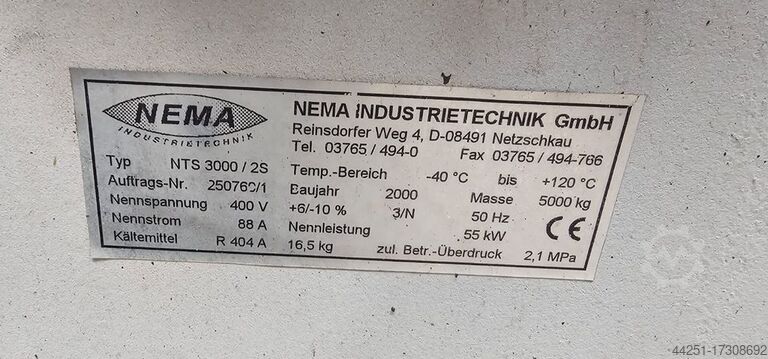 NEMA
INDUSTRIETECHNIK
NEMA INDUSTRIETECHNIK GmbH
Reinsdorfer Weg 4, D-08491 Netzschkau
Tel. 03765 / 494-0 Fax 03765 / 494-766
Typ NTS 3000 / 2S Temp.-Bereich -40 °C bis +120 °C
Auftrags-Nr. Baujahr 2000 Masse 5000 kg
Nennspannung 400 V +6/-10 % 3/N 50 Hz CE
Nennstrom 88 A Nennleistung 55 kW
Kältemittel R 404 A 16,5 kg zul. Betr.-Überdruck 2,1 MPa
44251-17308692